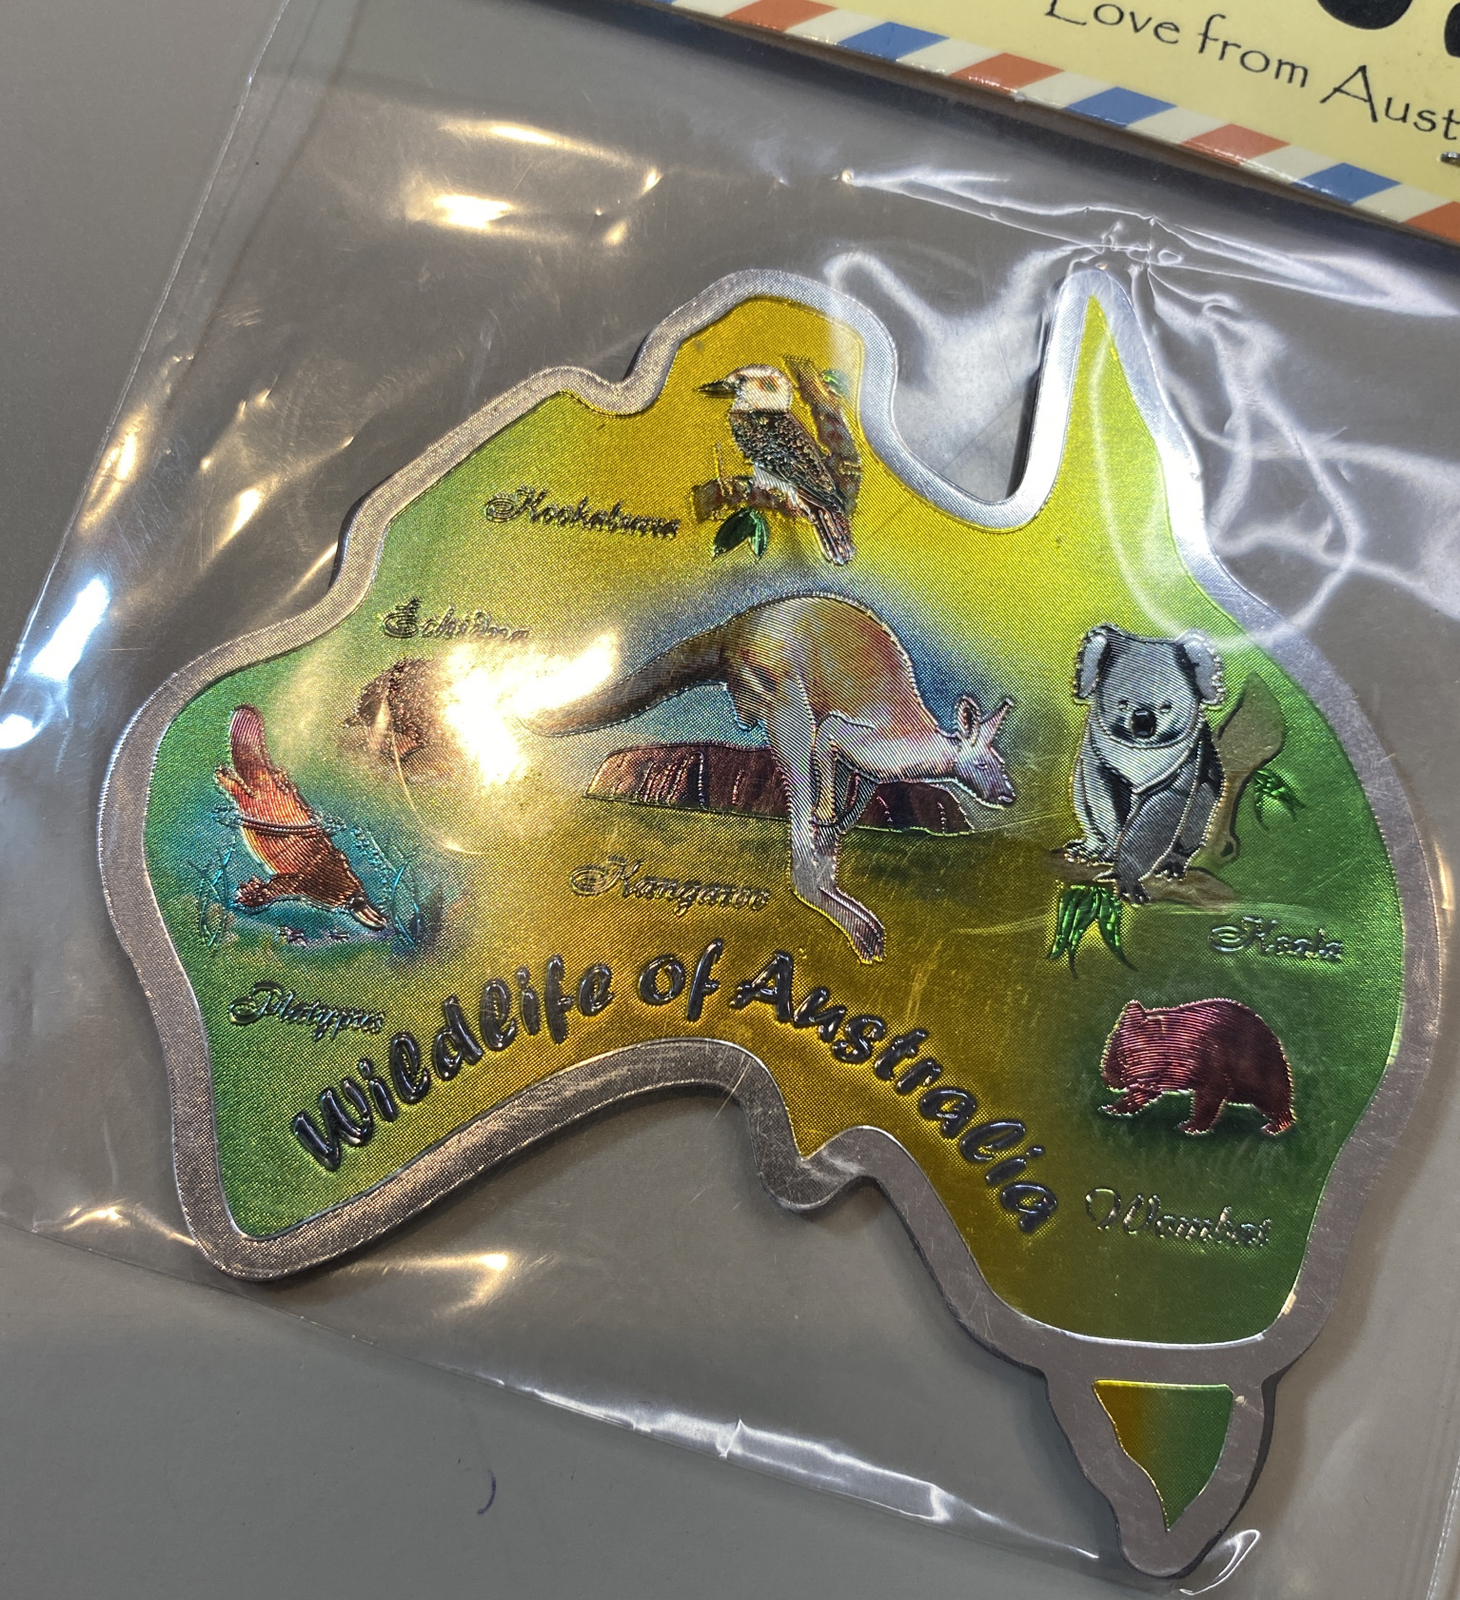 Love from Aust
Kookaburra
Echidna
Kangaroo
Koala
Platypus
Wildlife of Australia
Wombat